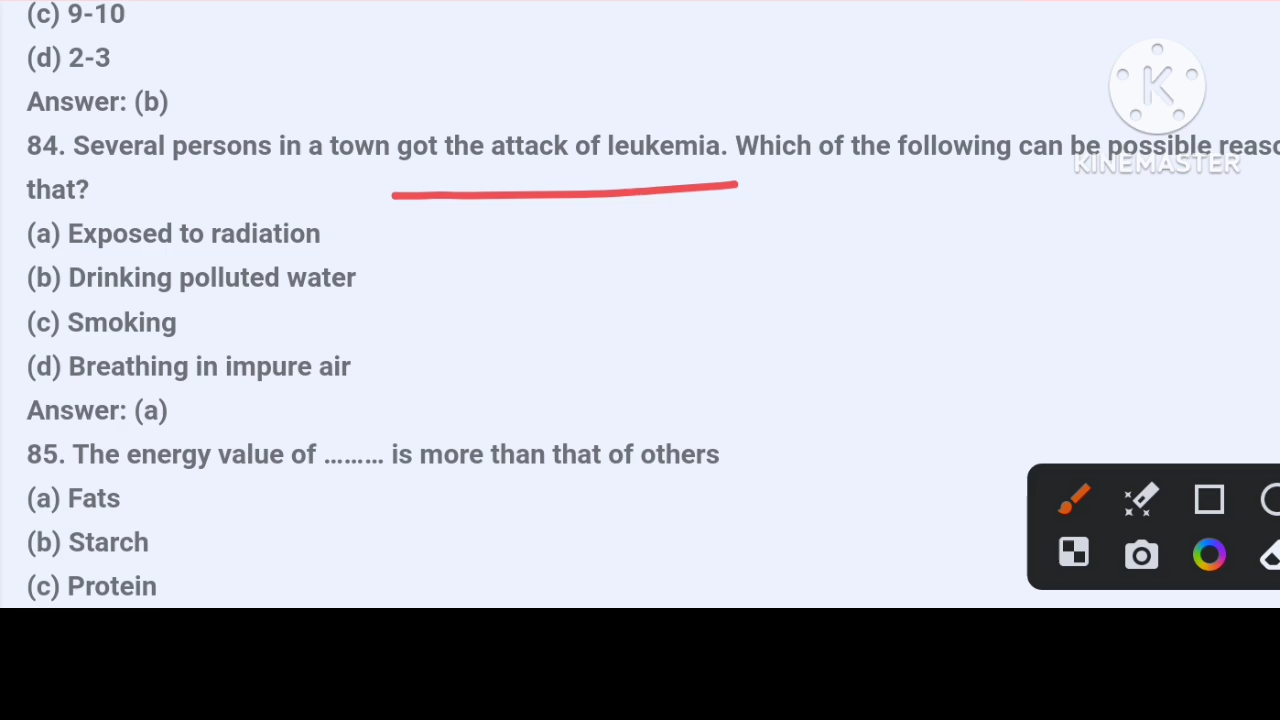 (c) 9-10
(d) 2-3
Answer: (b)
84. Several persons in a town got the attack of leukemia. Which of the following can be possible reaso
that?
(a) Exposed to radiation
(b) Drinking polluted water
(c) Smoking
(d) Breathing in impure air
Answer: (a)
85. The energy value of ......... is more than that of others
(a) Fats
(b) Starch
(c) Protein
K
KINEMASTER